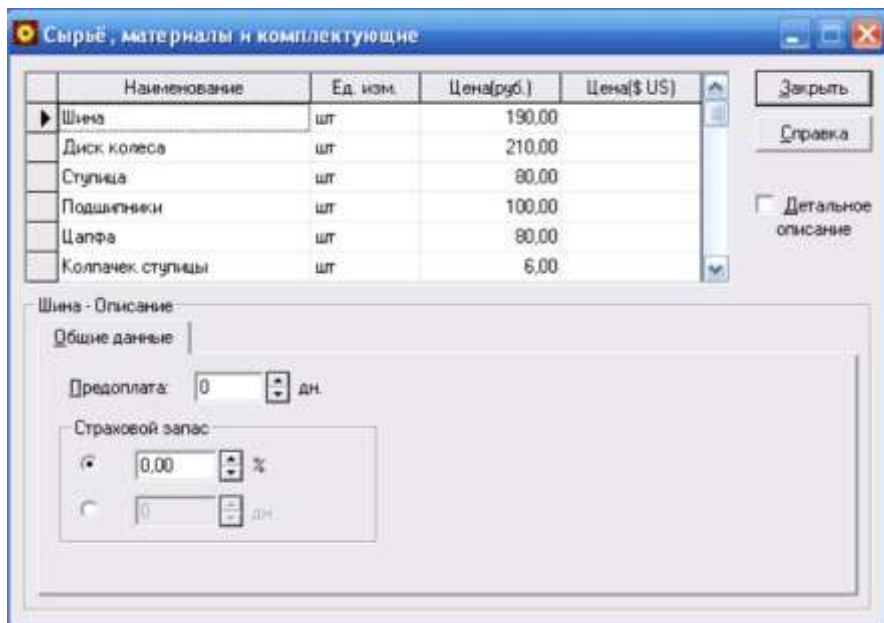 Сырьё, материалы и комплектующие
Наименование Ед. изм. Цена(руб.) Цена($ US)
Шина шт 190,00
Диск колеса шт 210,00
Ступица шт 80,00
Подшипники шт 100,00
Цапфа шт 80,00
Колпачек ступицы шт 6,00
Закрыть
Справка
Детальное
описание
Шина - Описание
Общие данные
Предоплата: 0 дн.
Страховой запас
0,00 %
0 дн.